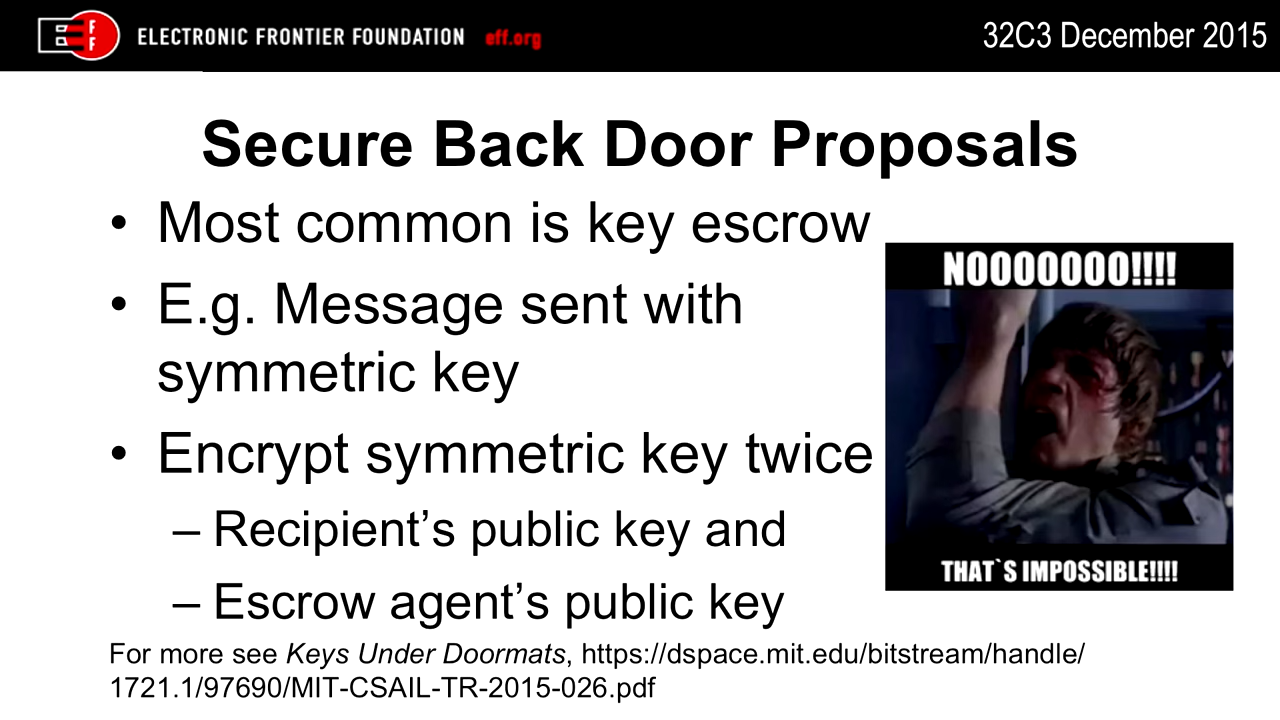 ELECTRONIC FRONTIER FOUNDATION eff.org
32C3 December 2015
Secure Back Door Proposals
• Most common is key escrow
• E.g. Message sent with
symmetric key
• Encrypt symmetric key twice
– Recipient’s public key and
– Escrow agent’s public key
NOOOOOOO!!!!
THAT`S IMPOSSIBLE!!!!
For more see Keys Under Doormats, https://dspace.mit.edu/bitstream/handle/
1721.1/97690/MIT-CSAIL-TR-2015-026.pdf